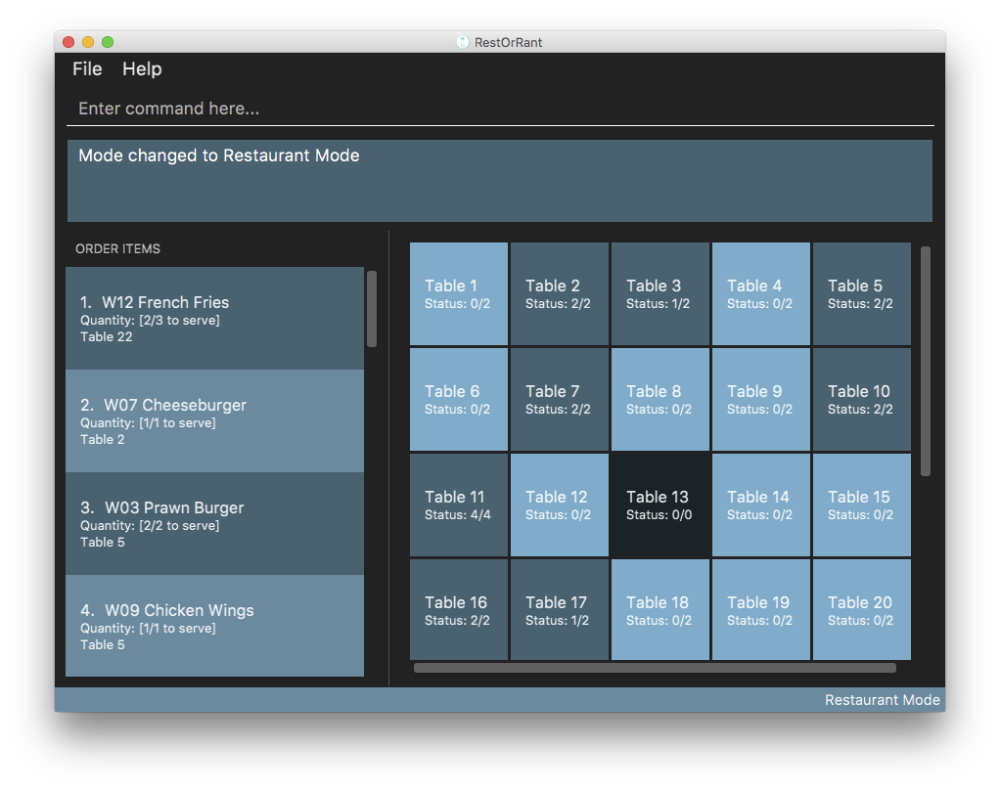 RestOrRant
File Help
Enter command here...
Mode changed to Restaurant Mode
ORDER ITEMS
1. W12 French Fries
Quantity: [2/3 to serve]
Table 22
2. W07 Cheeseburger
Quantity: [1/1 to serve]
Table 2
3. W03 Prawn Burger
Quantity: [2/2 to serve]
Table 5
4. W09 Chicken Wings
Quantity: [1/1 to serve]
Table 5
Table 1
Status: 0/2
Table 2
Status: 2/2
Table 3
Status: 1/2
Table 4
Status: 0/2
Table 5
Status: 2/2
Table 6
Status: 0/2
Table 7
Status: 2/2
Table 8
Status: 0/2
Table 9
Status: 0/2
Table 10
Status: 2/2
Table 11
Status: 4/4
Table 12
Status: 0/2
Table 13
Status: 0/0
Table 14
Status: 0/2
Table 15
Status: 0/2
Table 16
Status: 2/2
Table 17
Status: 1/2
Table 18
Status: 0/2
Table 19
Status: 0/2
Table 20
Status: 0/2
Restaurant Mode